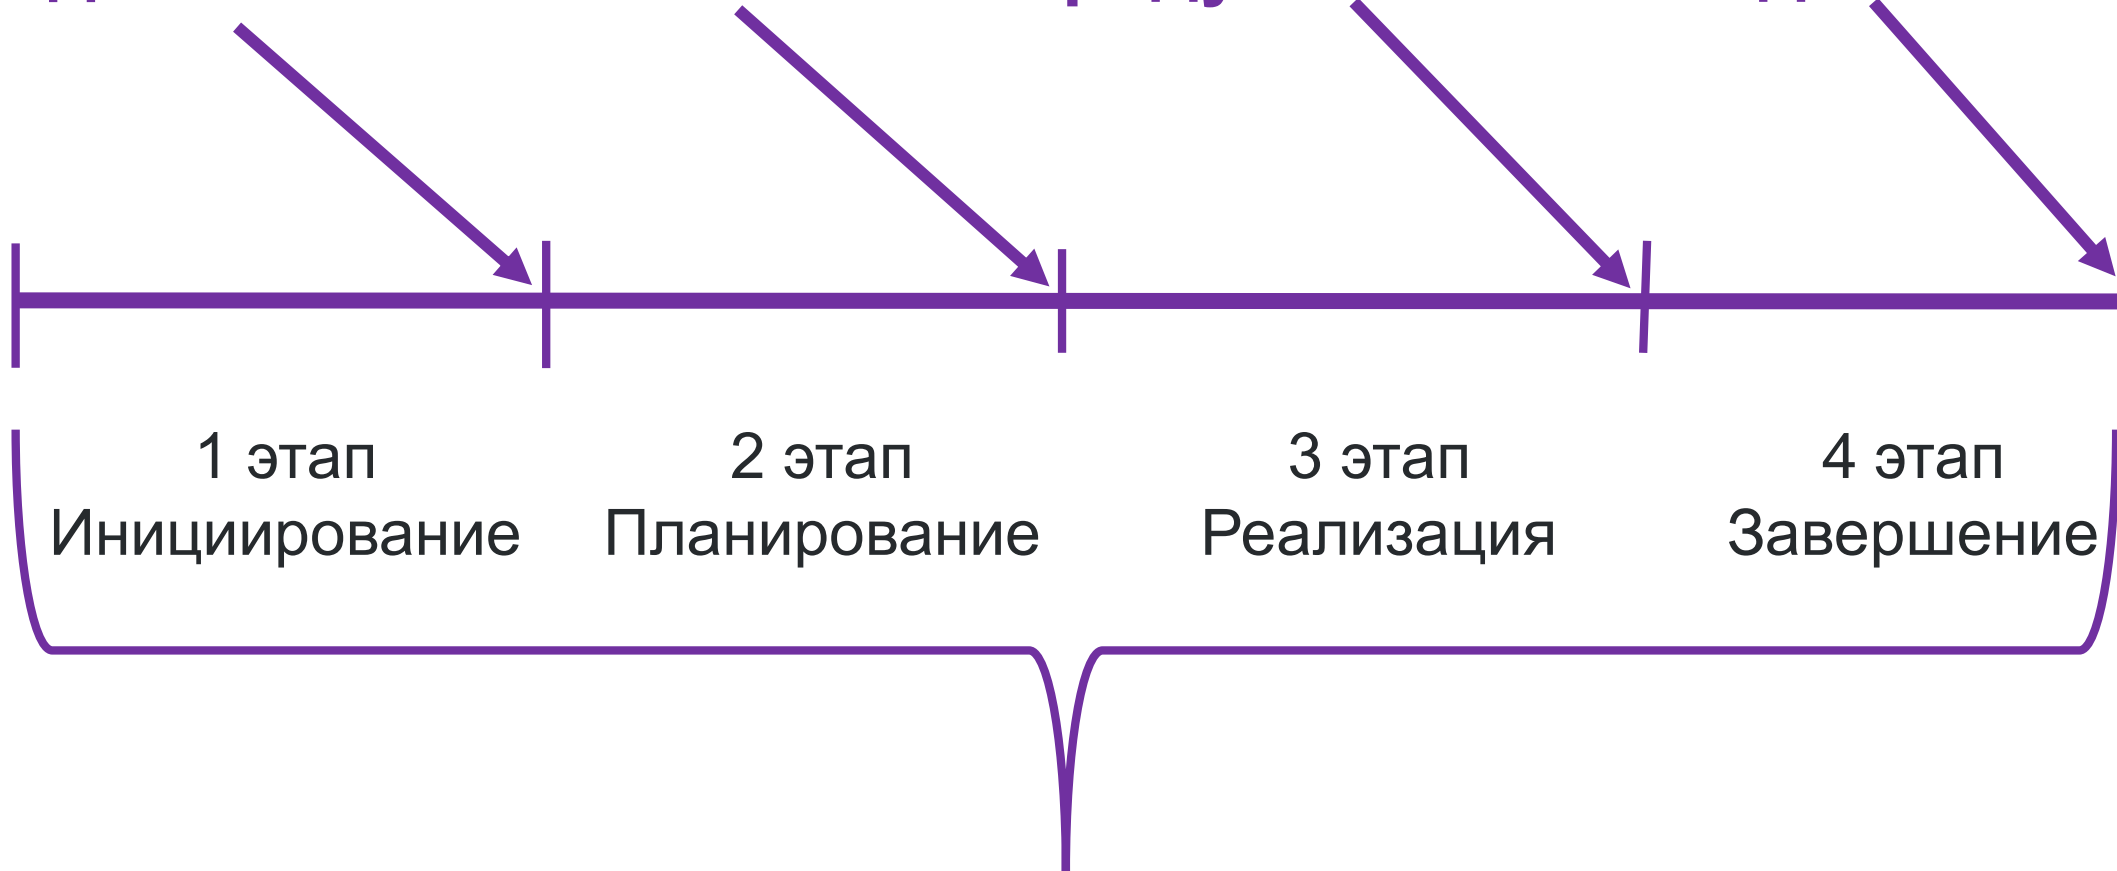 1 этап
Инициирование
2 этап
Планирование
3 этап
Реализация
4 этап
Завершение